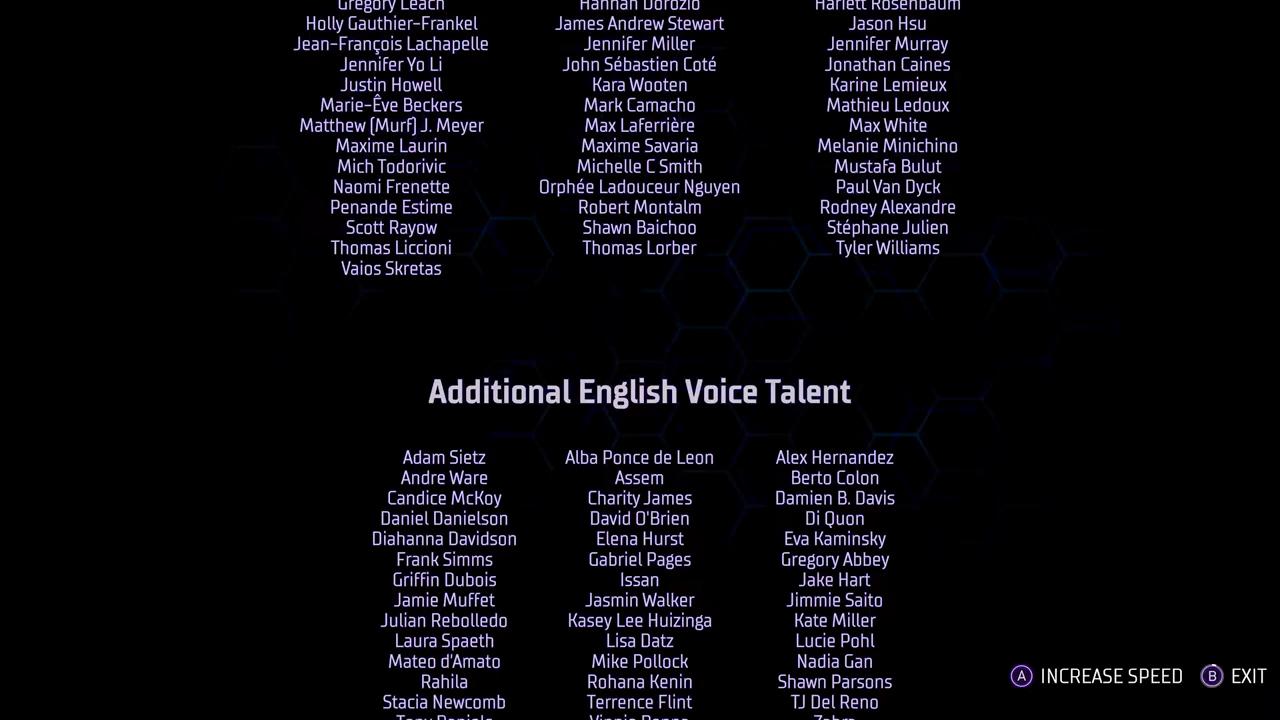 Gregory Leach Hannah Dorozio Harlett Rosenbaum
Holly Gauthier-Frankel James Andrew Stewart Jason Hsu
Jean-François Lachapelle Jennifer Miller Jennifer Murray
Jennifer Yo Li John Sébastien Coté Jonathan Caines
Justin Howell Kara Wooten Karine Lemieux
Marie-Êve Beckers Mark Camacho Mathieu Ledoux
Matthew (Murf) J. Meyer Max Laferrière Max White
Maxime Laurin Maxime Savaria Melanie Minichino
Mich Todorivic Michelle C Smith Mustafa Bulut
Naomi Frenette Orphée Ladouceur Nguyen Paul Van Dyck
Penande Estime Robert Montalm Rodney Alexandre
Scott Rayow Shawn Baichoo Stéphane Julien
Thomas Liccioni Thomas Lorber Tyler Williams
Vaios Skretas
Additional English Voice Talent
Adam Sietz Alba Ponce de Leon Alex Hernandez
Andre Ware Assem Berto Colon
Candice McKoy Charity James Damien B. Davis
Daniel Danielson David O'Brien Di Quon
Diahanna Davidson Elena Hurst Eva Kaminsky
Frank Simms Gabriel Pages Gregory Abbey
Griffin Dubois Issan Jake Hart
Jamie Muffet Jasmin Walker Jimmie Saito
Julian Rebolledo Kasey Lee Huizinga Kate Miller
Laura Spaeth Lisa Datz Lucie Pohl
Mateo d'Amato Mike Pollock Nadia Gan
Rahila Rohana Kenin Shawn Parsons
Stacia Newcomb Terrence Flint TJ Del Reno
A INCREASE SPEED B EXIT